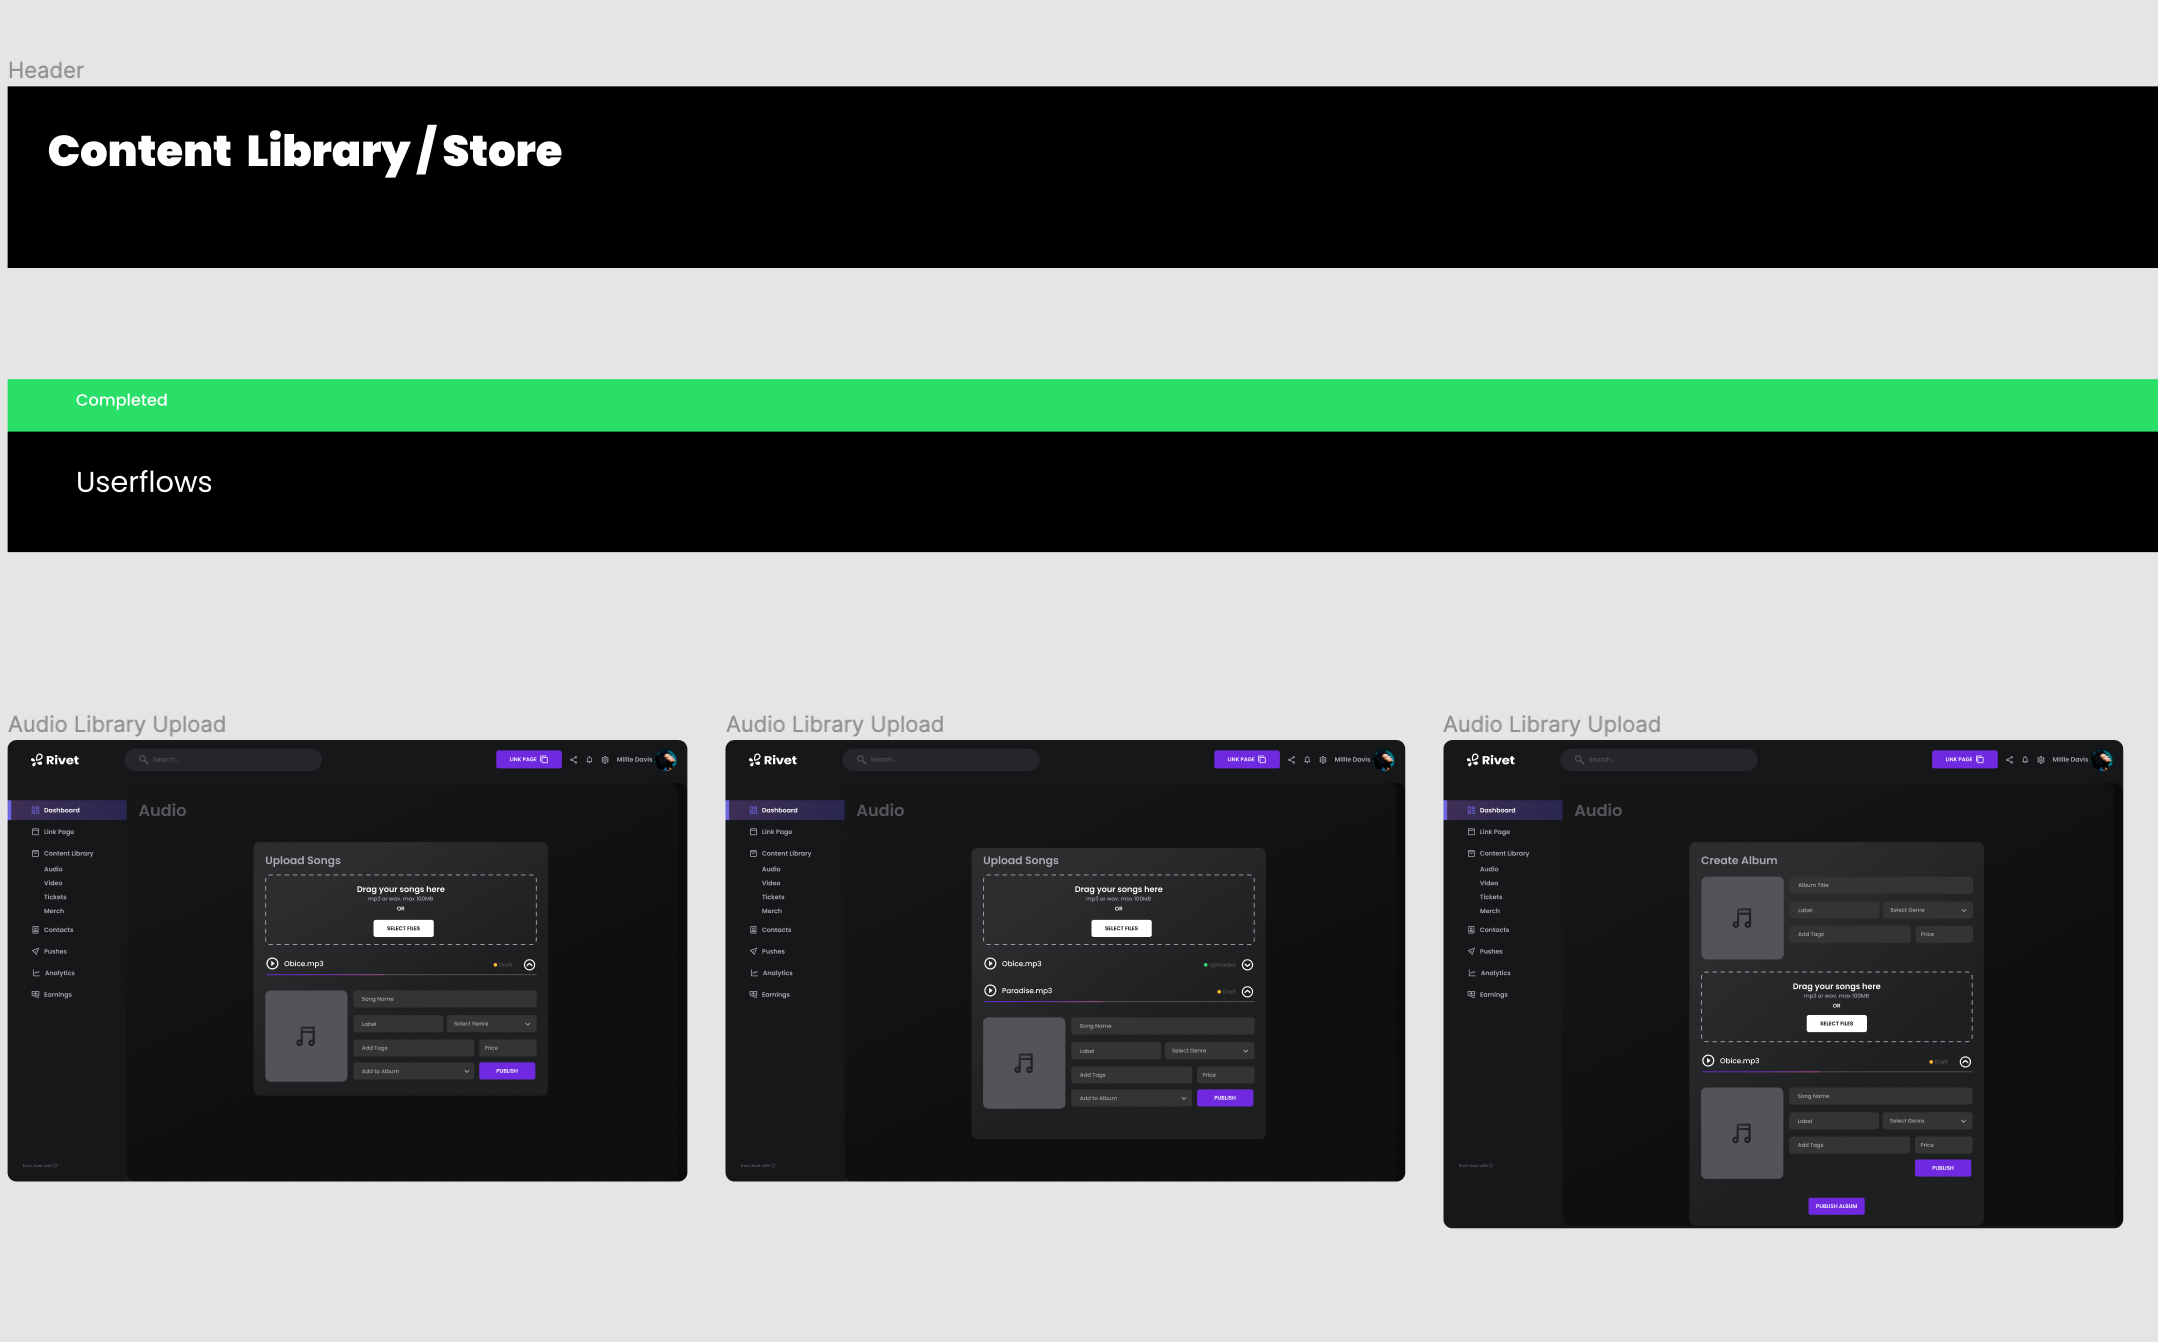 Header
Content Library/Store
Completed
Userflows
Audio Library Upload
Rivet
Search...
LINK PAGE
Millie Davis
Dashboard
Link Page
Content Library
Audio
Video
Tickets
Merch
Contacts
Pushes
Analytics
Earnings
Audio
Upload Songs
Drag your songs here
mp3 or wav, max 100MB
OR
SELECT FILES
Obice.mp3
Draft
Song Name
Label
Select Genre
Add Tags
Price
Add to Album
PUBLISH
Audio Library Upload
Rivet
Search...
LINK PAGE
Millie Davis
Dashboard
Link Page
Content Library
Audio
Video
Tickets
Merch
Contacts
Pushes
Analytics
Earnings
Audio
Upload Songs
Drag your songs here
mp3 or wav, max 100MB
OR
SELECT FILES
Obice.mp3
Uploaded
Paradise.mp3
Draft
Song Name
Label
Select Genre
Add Tags
Price
Add to Album
PUBLISH
Audio Library Upload
Rivet
Search...
LINK PAGE
Millie Davis
Dashboard
Link Page
Content Library
Audio
Video
Tickets
Merch
Contacts
Pushes
Analytics
Earnings
Audio
Create Album
Album Title
Label
Select Genre
Add Tags
Price
Drag your songs here
mp3 or wav, max 100MB
OR
SELECT FILES
Obice.mp3
Draft
Song Name
Label
Select Genre
Add Tags
Price
PUBLISH
PUBLISH ALBUM